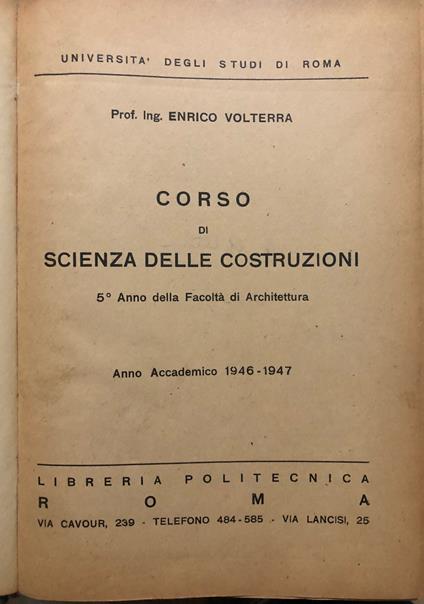 UNIVERSITA' DEGLI STUDI DI ROMA
Prof. Ing. ENRICO VOLTERRA
CORSO
DI
SCIENZA DELLE COSTRUZIONI
5° Anno della Facoltà di Architettura
Anno Accademico 1946-1947
LIBRERIA POLITECNICA
ROMA
VIA CAVOUR, 239 - TELEFONO 484-585 - VIA LANCISI, 25